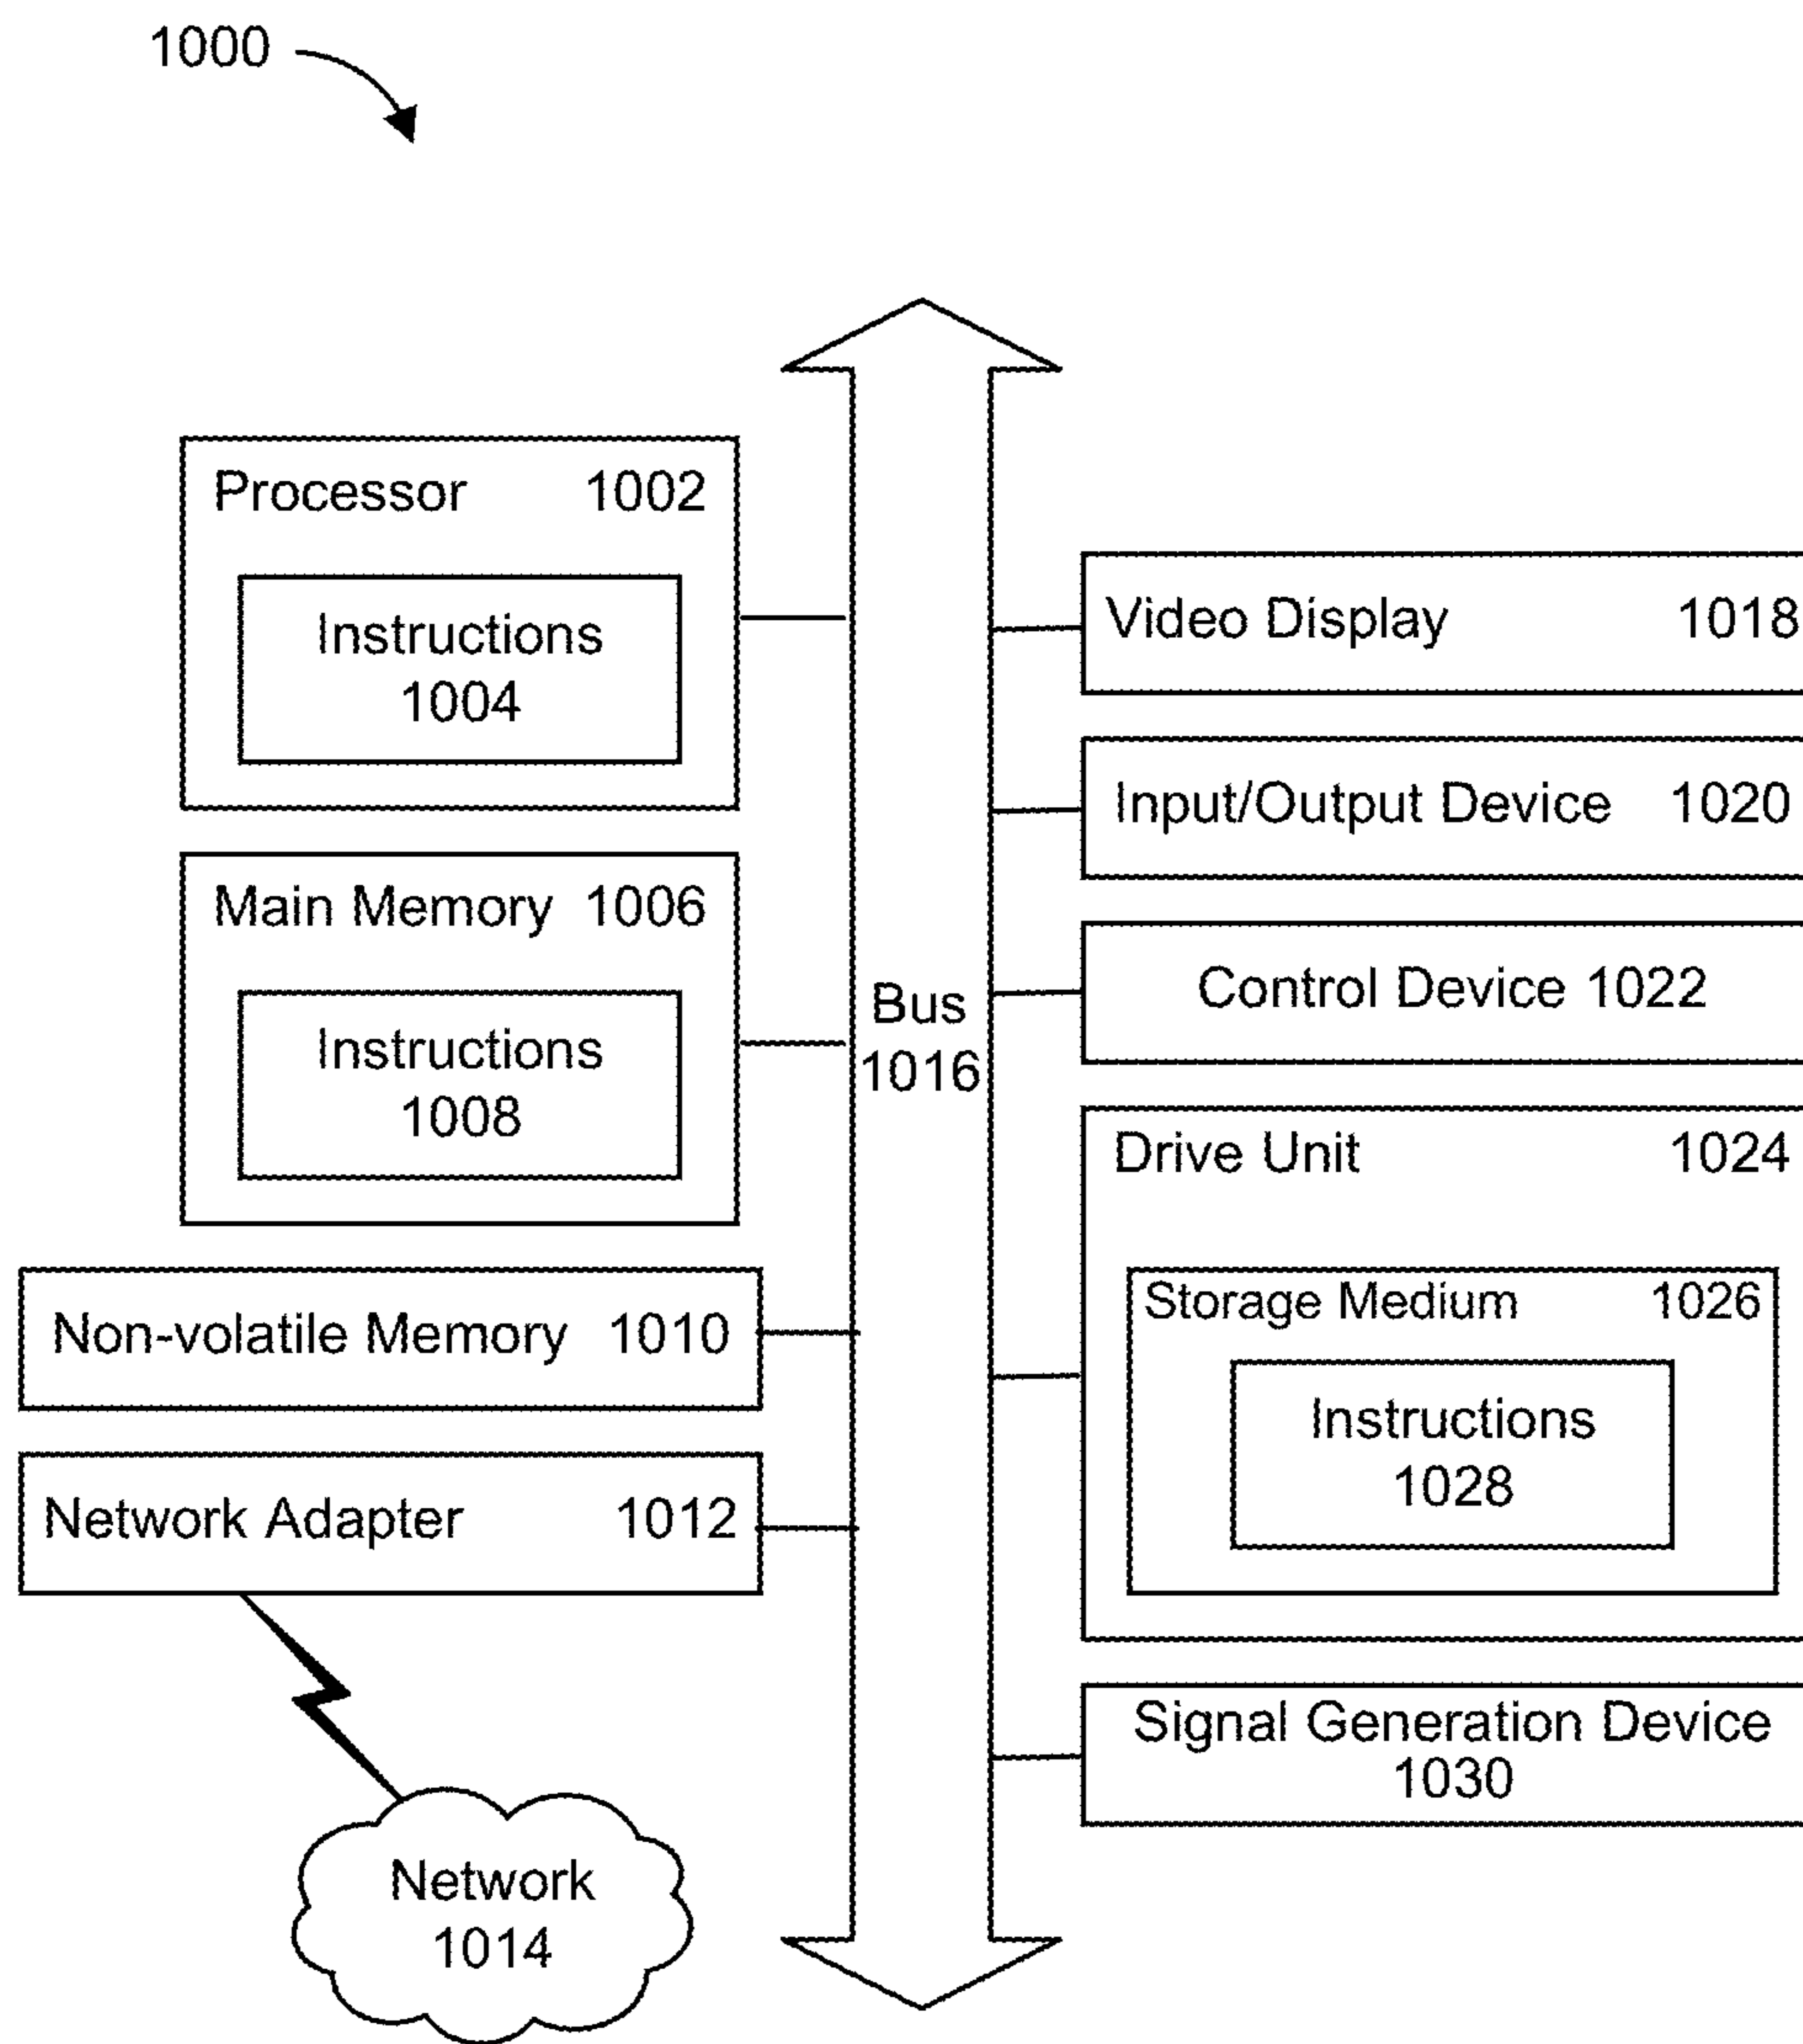 1000
Processor 1002
Instructions
1004
Main Memory 1006
Instructions
1008
Non-volatile Memory 1010
Network Adapter 1012
Network
1014
Bus
1016
Video Display 1018
Input/Output Device 1020
Control Device 1022
Drive Unit 1024
Storage Medium 1026
Instructions
1028
Signal Generation Device
1030